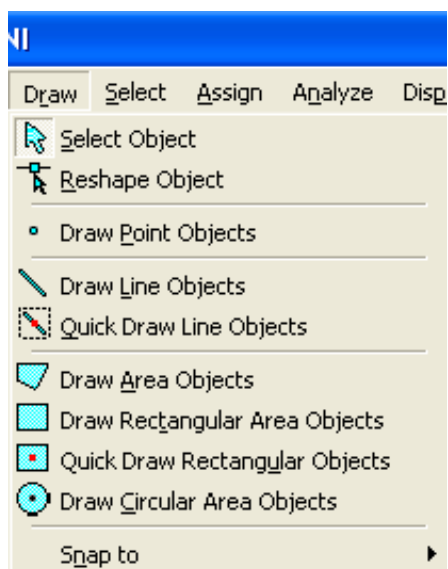 NI
Draw Select Assign Analyze Disp
Select Object
Reshape Object
Draw Point Objects
Draw Line Objects
Quick Draw Line Objects
Draw Area Objects
Draw Rectangular Area Objects
Quick Draw Rectangular Objects
Draw Circular Area Objects
Snap to